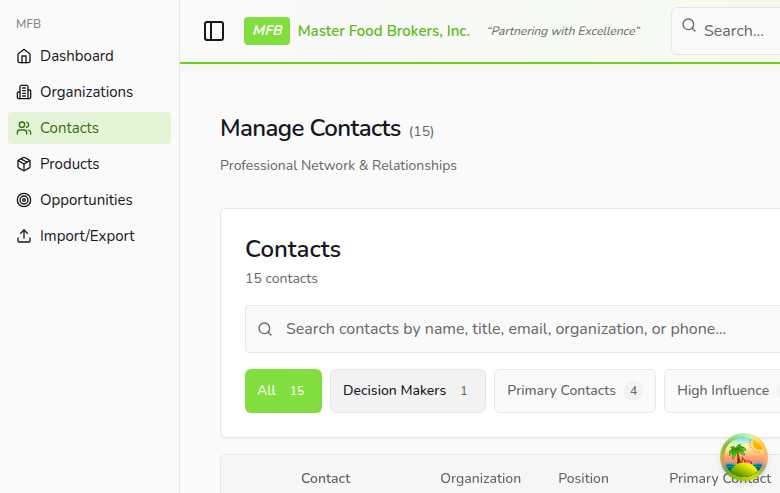 MFB
Dashboard
Organizations
Contacts
Products
Opportunities
Import/Export
MFB Master Food Brokers, Inc. “Partnering with Excellence” Search...
Manage Contacts (15)
Professional Network & Relationships
Contacts
15 contacts
Search contacts by name, title, email, organization, or phone...
All 15 Decision Makers 1 Primary Contacts 4 High Influence
Contact Organization Position Primary Contact